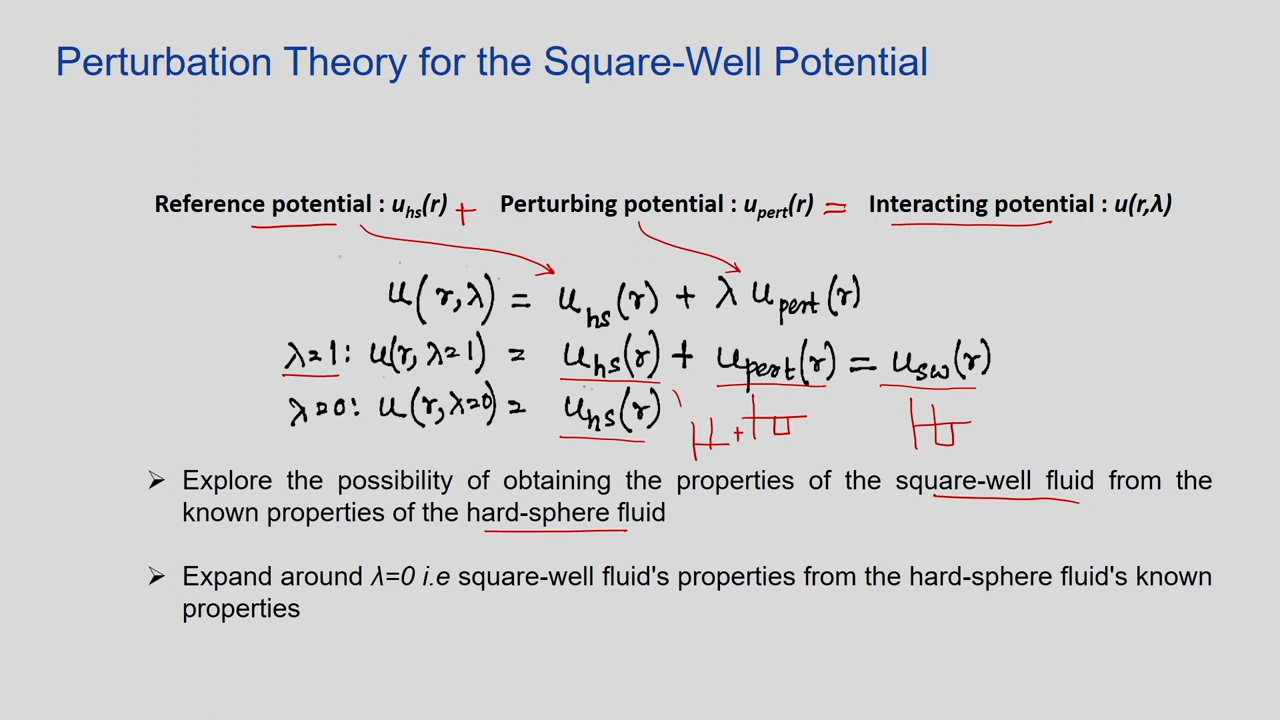 Perturbation Theory for the Square-Well Potential
Reference potential : u_hs(r) + Perturbing potential : u_pert(r) = Interacting potential : u(r,λ)
u(r,λ) = u_hs(r) + λ u_pert(r)
λ=1: u(r, λ=1) = u_hs(r) + u_pert(r) = u_sw(r)
λ=0: u(r, λ=0) = u_hs(r)
+
➢ Explore the possibility of obtaining the properties of the square-well fluid from the
known properties of the hard-sphere fluid
➢ Expand around λ=0 i.e square-well fluid's properties from the hard-sphere fluid's known
properties